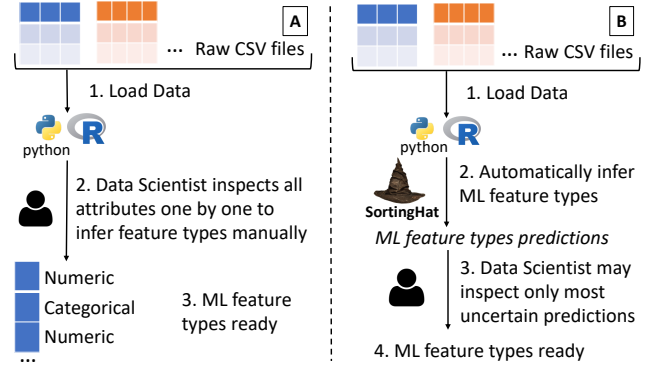 A
... Raw CSV files
1. Load Data
python
R
2. Data Scientist inspects all
attributes one by one to
infer feature types manually
Numeric
Categorical
Numeric
...
3. ML feature
types ready
B
... Raw CSV files
1. Load Data
python
R
2. Automatically infer
ML feature types
SortingHat
ML feature types predictions
3. Data Scientist may
inspect only most
uncertain predictions
4. ML feature types ready